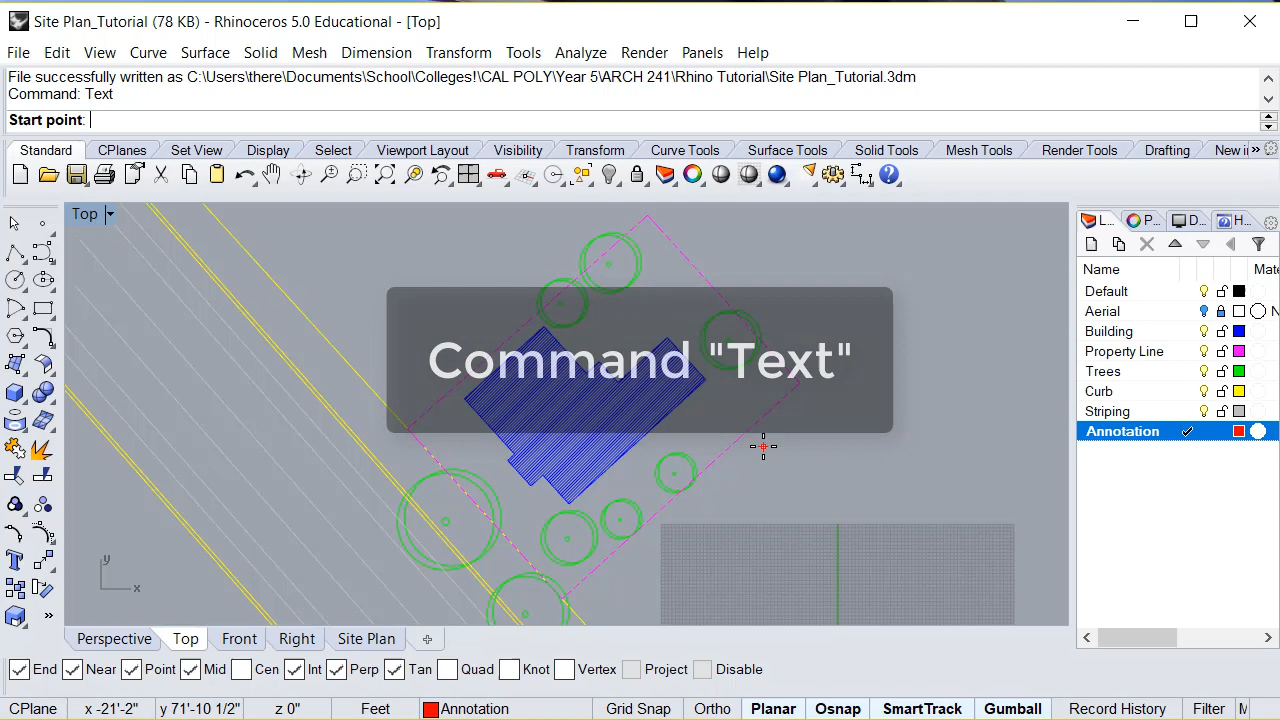 Site Plan_Tutorial (78 KB) - Rhinoceros 5.0 Educational - [Top]
File Edit View Curve Surface Solid Mesh Dimension Transform Tools Analyze Render Panels Help
File successfully written as C:\Users\there\Documents\School\Colleges!\CAL POLY\Year 5\ARCH 241\Rhino Tutorial\Site Plan_Tutorial.3dm
Command: Text
Start point:
Standard CPlanes Set View Display Select Viewport Layout Visibility Transform Curve Tools Surface Tools Solid Tools Mesh Tools Render Tools Drafting New i
Top
L... P... D... H...
Name Mate
Default
Aerial N
Building
Property Line
Trees
Curb
Striping
Annotation
Command "Text"
y
x
Perspective Top Front Right Site Plan
End Near Point Mid Cen Int Perp Tan Quad Knot Vertex Project Disable
CPlane x -21'-2" y 71'-10 1/2" z 0" Feet Annotation Grid Snap Ortho Planar Osnap SmartTrack Gumball Record History Filter M